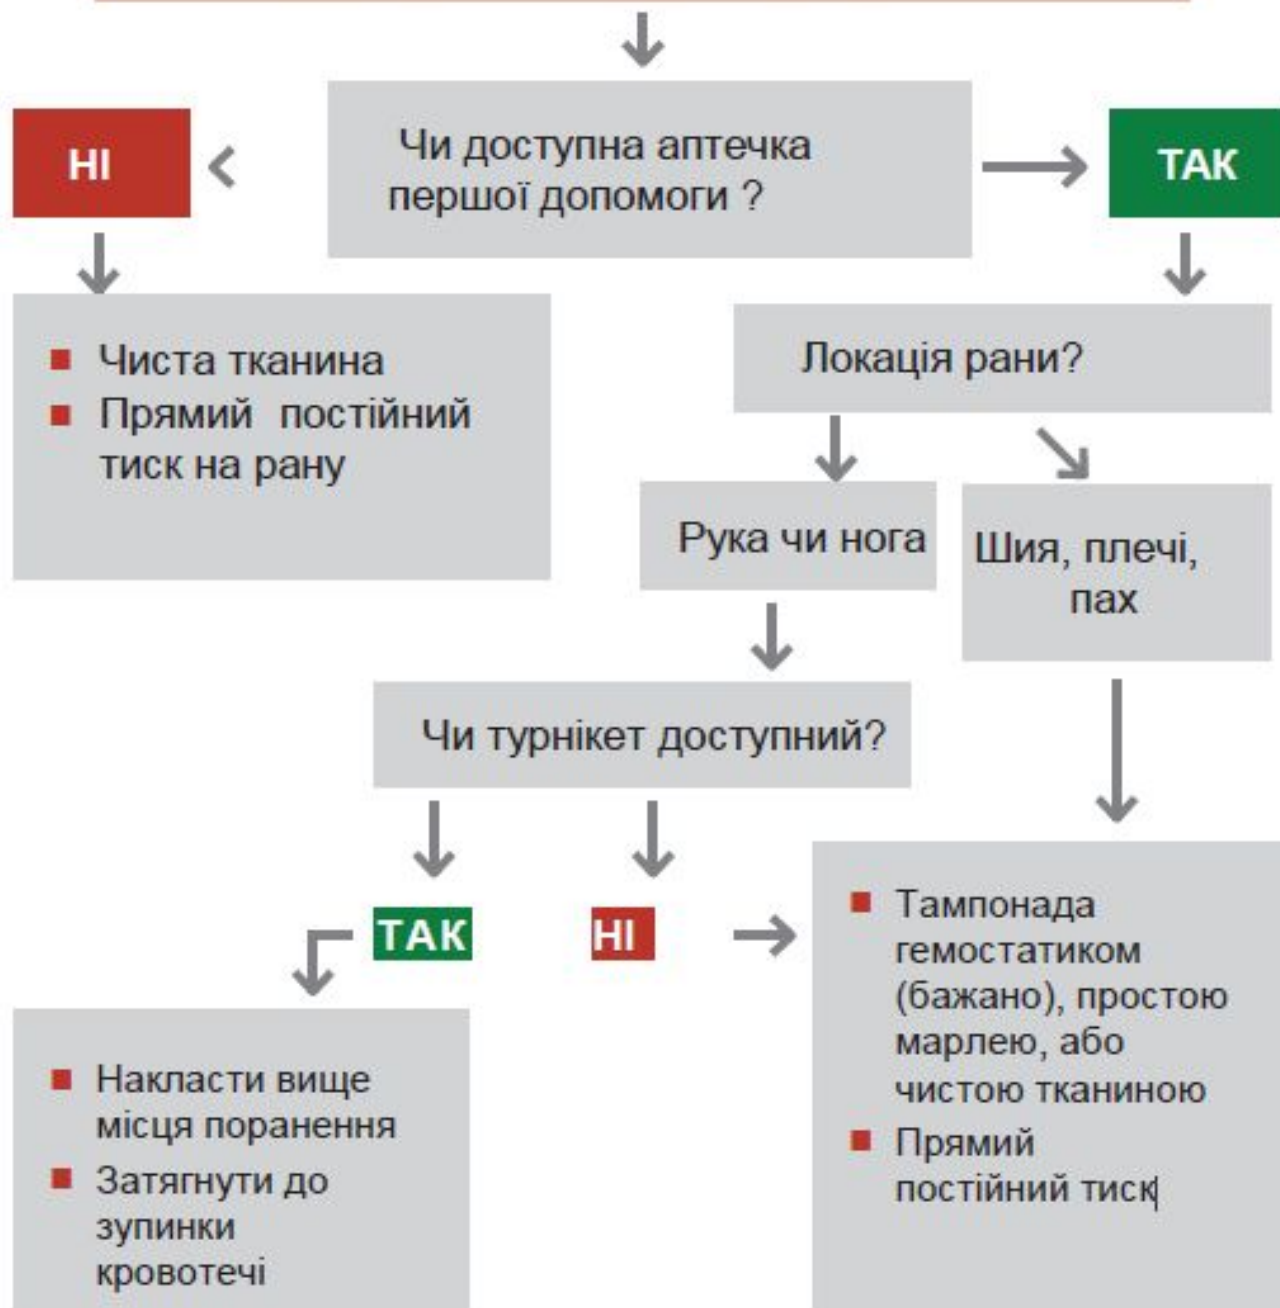 Чи доступна аптечка
першої допомоги ?
НІ
ТАК
Чиста тканина
Прямий постійний
тиск на рану
Локація рани?
Рука чи нога
Шия, плечі,
пах
Чи турнікет доступний?
ТАК
НІ
Накласти вище
місця поранення
Затягнути до
зупинки
кровотечі
Тампонада
гемостатиком
(бажано), простою
марлею, або
чистою тканиною
Прямий
постійний тиск